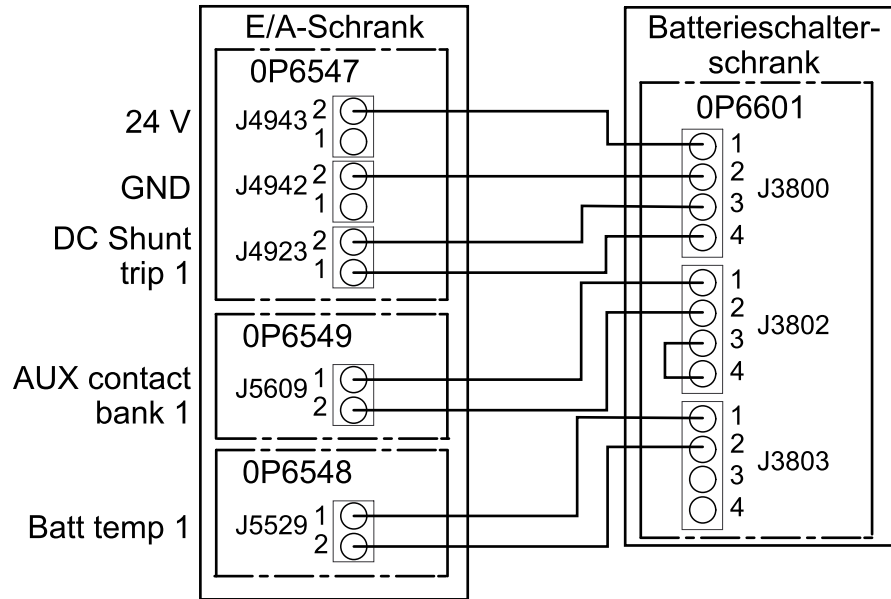 E/A-Schrank
0P6547
24 V
J4943
2
1
GND
J4942
2
1
DC Shunt
trip 1
J4923
2
1
0P6549
AUX contact
bank 1
J5609
1
2
0P6548
Batt temp 1
J5529
1
2
Batterieschalter-
schrank
0P6601
1
2
3
4
J3800
1
2
3
4
J3802
1
2
3
4
J3803